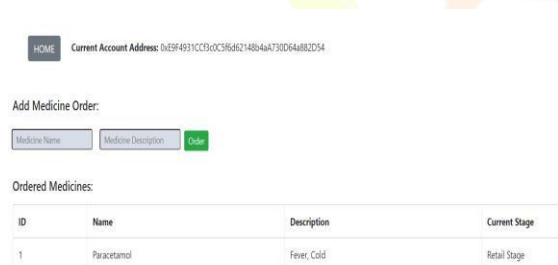 HOME Current Account Address: 0xE9F4931CCf3c0C5f6d62148b4aA730D64a882D54
Add Medicine Order:
Medicine Name Medicine Description Order
Ordered Medicines:
ID Name Description Current Stage
1 Paracetamol Fever, Cold Retail Stage